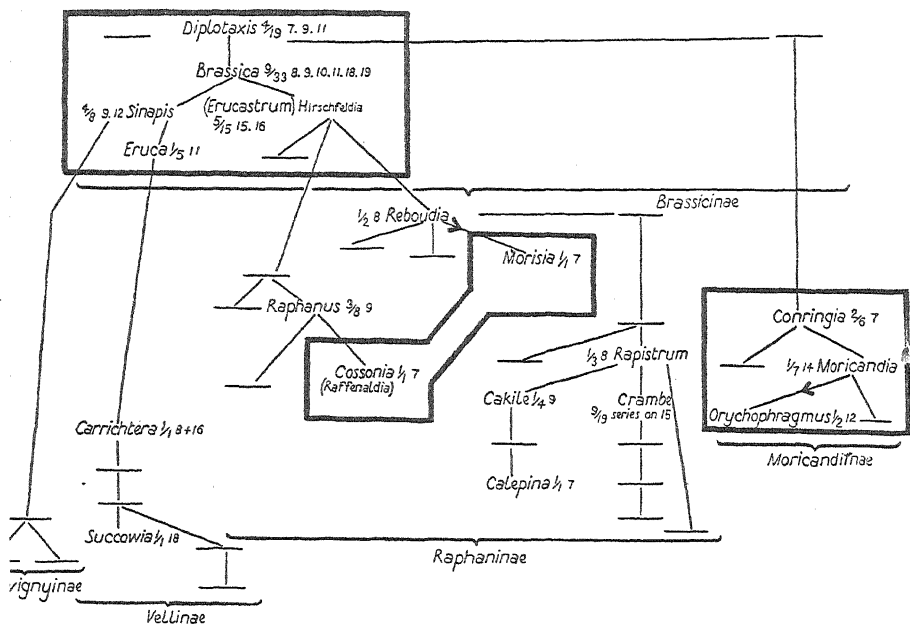 Diplotaxis 4/19 7. 9. 11
Brassica 9/33 8. 9. 10. 11. 18. 19
4/8 9. 12 Sinapis
(Erucastrum) Hirschfeldia
5/15 15. 16
Eruca 1/5 11
Brassicinae
1/2 8 Reboudia
Morisia 1/1 7
Raphanus 3/8 9
Conringia 2/6 7
1/3 8 Rapistrum
1/7 14 Moricandia
Cossonia 1/1 7
(Raffenaldia)
Cakile 1/4 9
Crambe
9/19 series on 15
Orychophragmus 1/2 12
Carrichtera 1/1 8+16
Moricandiinae
Calepina 1/1 7
Succowia 1/1 18
Raphaninae
vignyinae
Vellinae